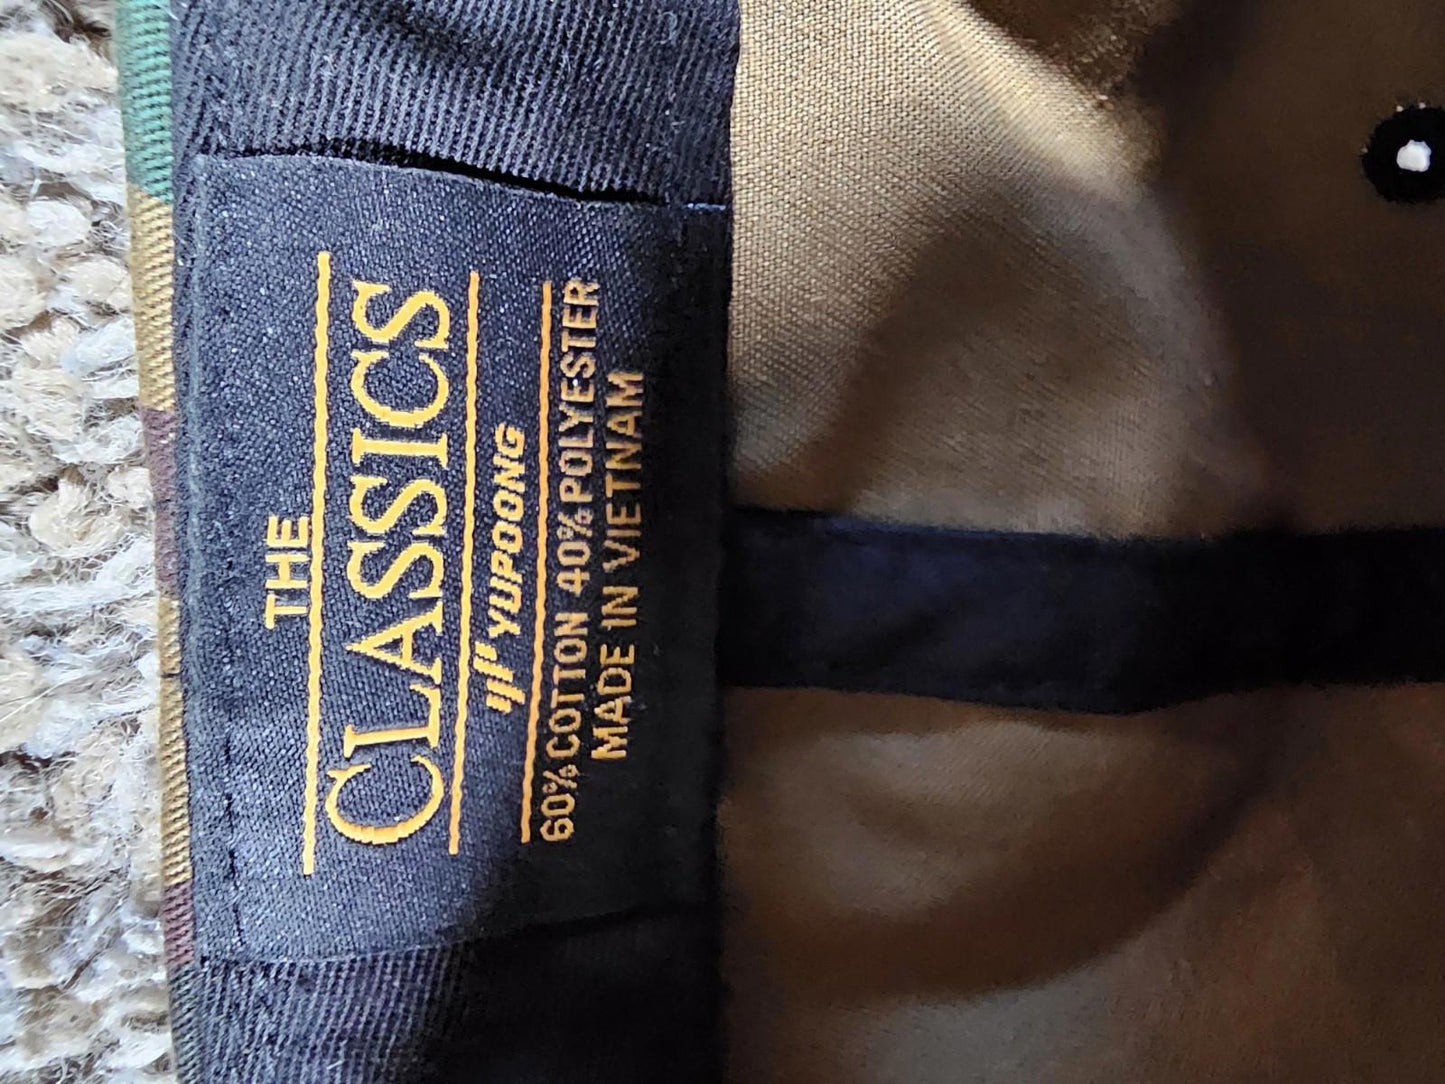 THE
CLASSICS
YUPOONG
60% COTTON 40% POLYESTER
MADE IN VIETNAM